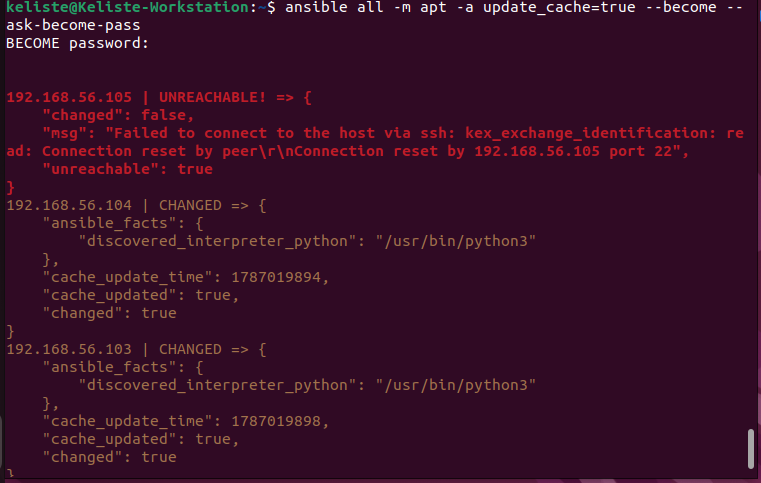 keliste@Keliste-Workstation:~$ ansible all -m apt -a update_cache=true --become --
ask-become-pass
BECOME password:
192.168.56.105 | UNREACHABLE! => {
    "changed": false,
    "msg": "Failed to connect to the host via ssh: kex_exchange_identification: re
ad: Connection reset by peer\r\nConnection reset by 192.168.56.105 port 22",
    "unreachable": true
}
192.168.56.104 | CHANGED => {
    "ansible_facts": {
        "discovered_interpreter_python": "/usr/bin/python3"
    },
    "cache_update_time": 1787019894,
    "cache_updated": true,
    "changed": true
}
192.168.56.103 | CHANGED => {
    "ansible_facts": {
        "discovered_interpreter_python": "/usr/bin/python3"
    },
    "cache_update_time": 1787019898,
    "cache_updated": true,
    "changed": true
}